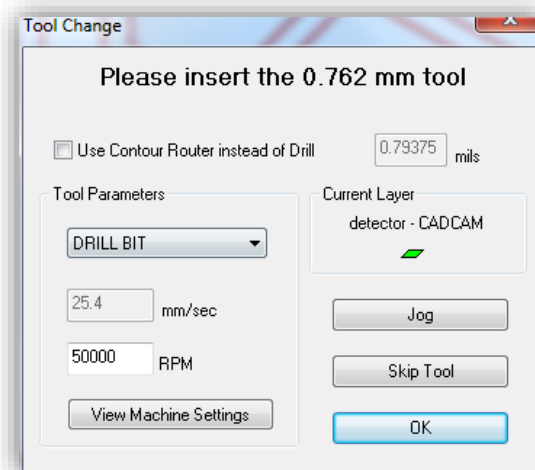 Tool Change
Please insert the 0.762 mm tool
Use Contour Router instead of Drill
0.79375 mils
Tool Parameters
DRILL BIT
25.4 mm/sec
50000 RPM
View Machine Settings
Current Layer
detector - CADCAM
Jog
Skip Tool
OK